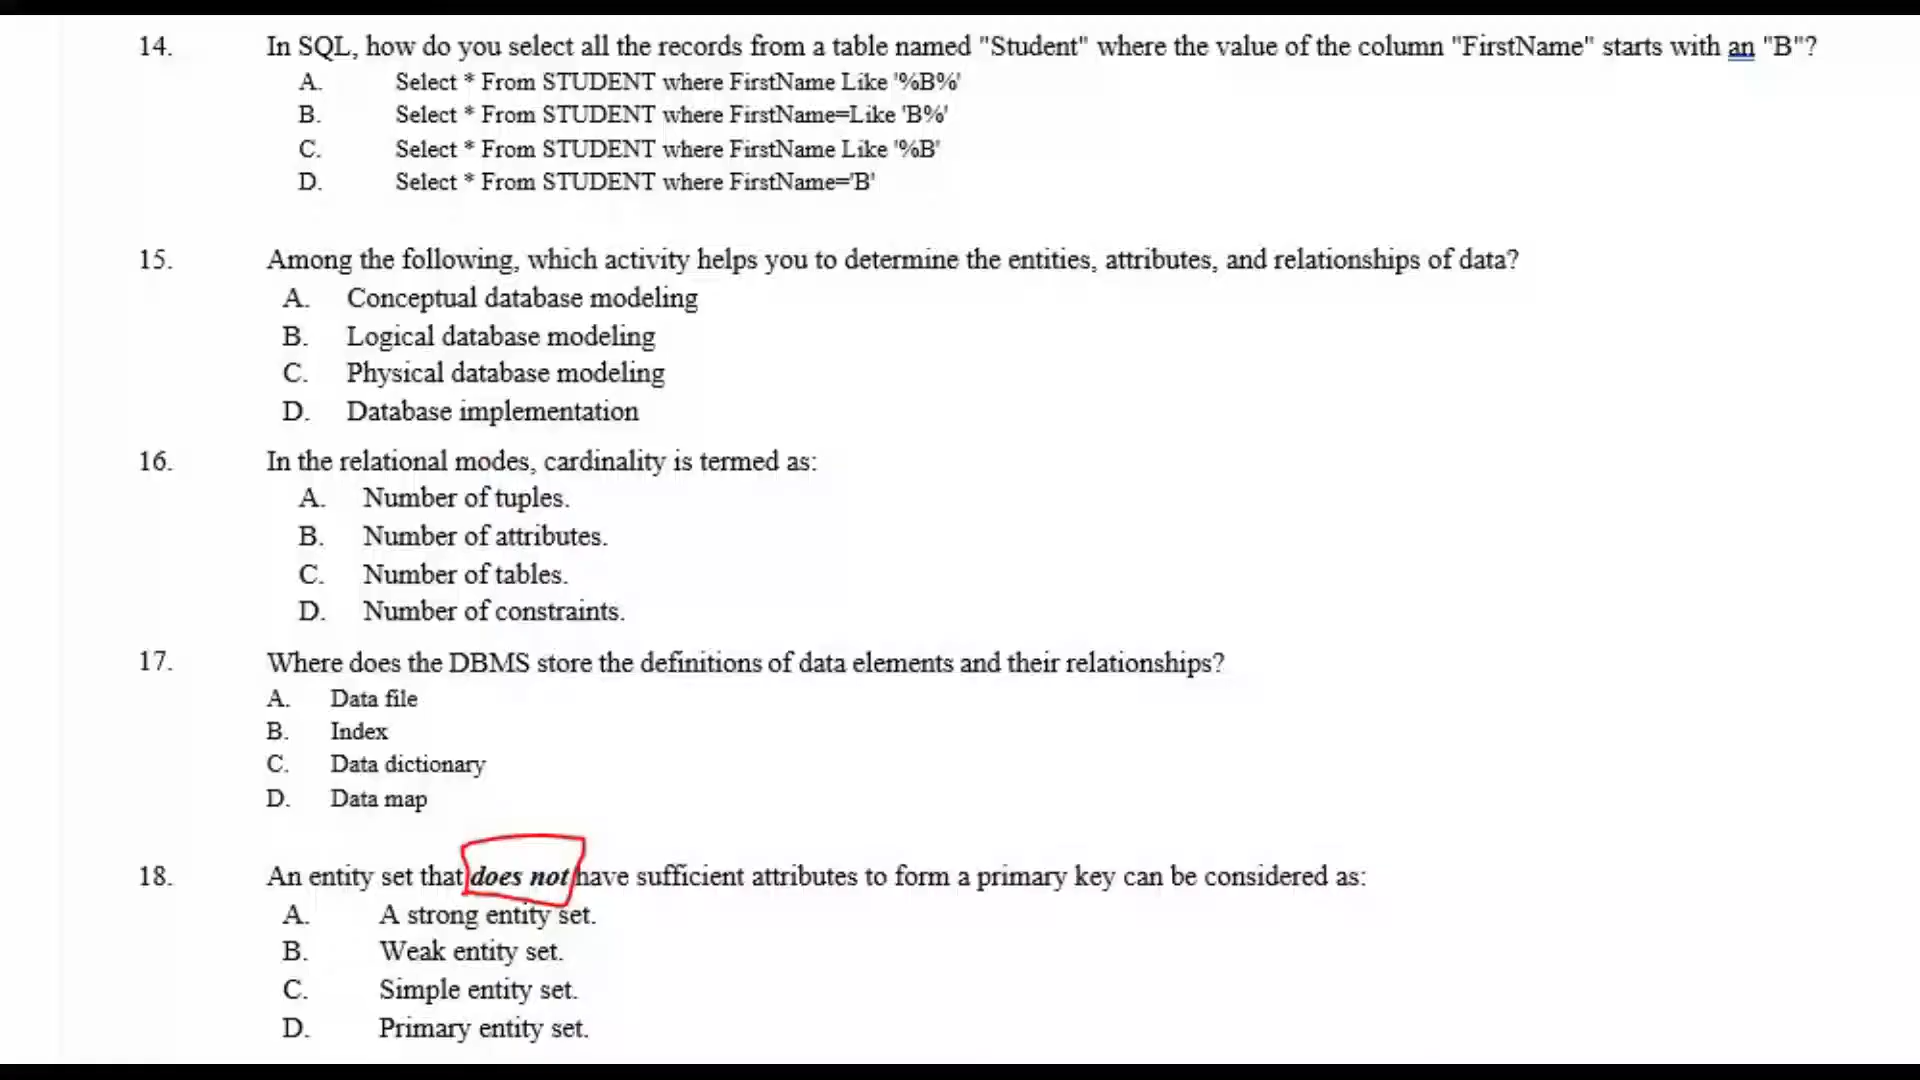 14. In SQL, how do you select all the records from a table named "Student" where the value of the column "FirstName" starts with an "B"?
A. Select * From STUDENT where FirstName Like '%B%'
B. Select * From STUDENT where FirstName=Like 'B%'
C. Select * From STUDENT where FirstName Like '%B'
D. Select * From STUDENT where FirstName='B'
15. Among the following, which activity helps you to determine the entities, attributes, and relationships of data?
A. Conceptual database modeling
B. Logical database modeling
C. Physical database modeling
D. Database implementation
16. In the relational modes, cardinality is termed as:
A. Number of tuples.
B. Number of attributes.
C. Number of tables.
D. Number of constraints.
17. Where does the DBMS store the definitions of data elements and their relationships?
A. Data file
B. Index
C. Data dictionary
D. Data map
18. An entity set that does not have sufficient attributes to form a primary key can be considered as:
A. A strong entity set.
B. Weak entity set.
C. Simple entity set.
D. Primary entity set.